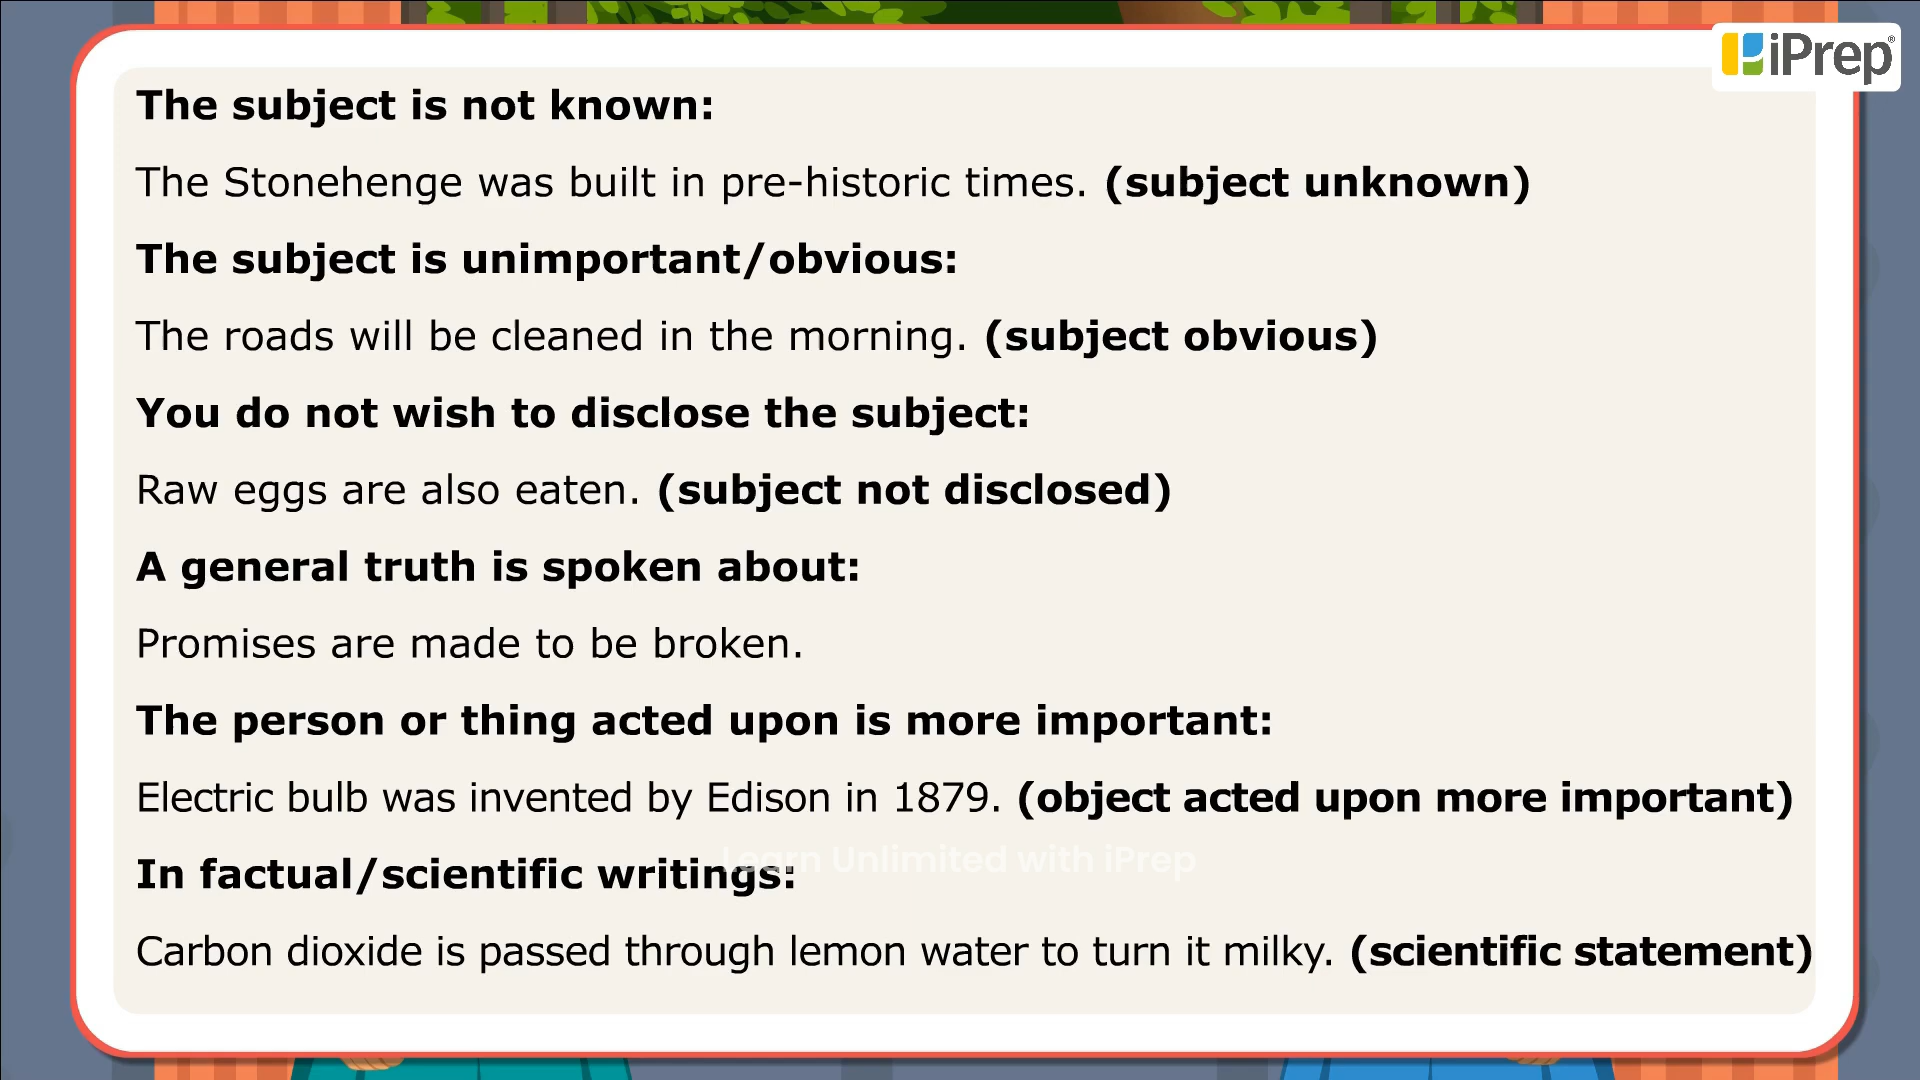 iPrep®
The subject is not known:
The Stonehenge was built in pre-historic times. (subject unknown)
The subject is unimportant/obvious:
The roads will be cleaned in the morning. (subject obvious)
You do not wish to disclose the subject:
Raw eggs are also eaten. (subject not disclosed)
A general truth is spoken about:
Promises are made to be broken.
The person or thing acted upon is more important:
Electric bulb was invented by Edison in 1879. (object acted upon more important)
Learn Unlimited with iPrep
In factual/scientific writings:
Carbon dioxide is passed through lemon water to turn it milky. (scientific statement)